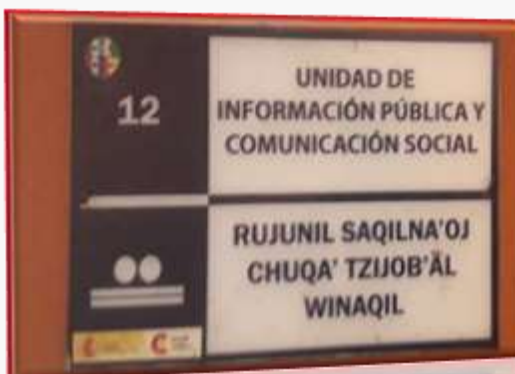 12
UNIDAD DE
INFORMACIÓN PÚBLICA Y
COMUNICACIÓN SOCIAL
RUJUNIL SAQILNA'OJ
CHUQA' TZIJOB'ÄL
WINAQIL